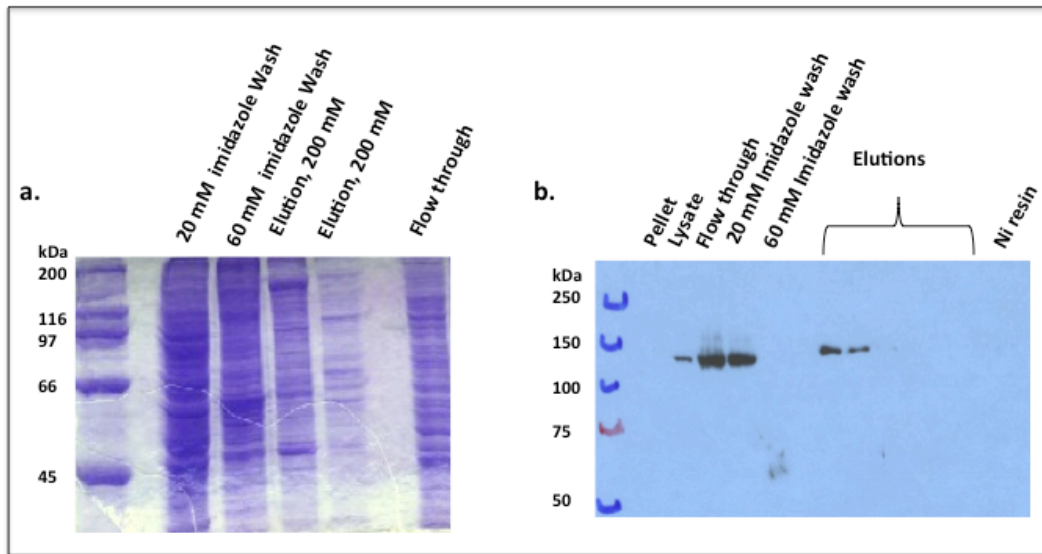 a.
20 mM imidazole Wash
60 mM imidazole Wash
Elution, 200 mM
Elution, 200 mM
Flow through
kDa
200
116
97
66
45
b.
Pellet
Lysate
Flow through
20 mM Imidazole wash
60 mM Imidazole wash
Elutions
Ni resin
kDa
250
150
100
75
50